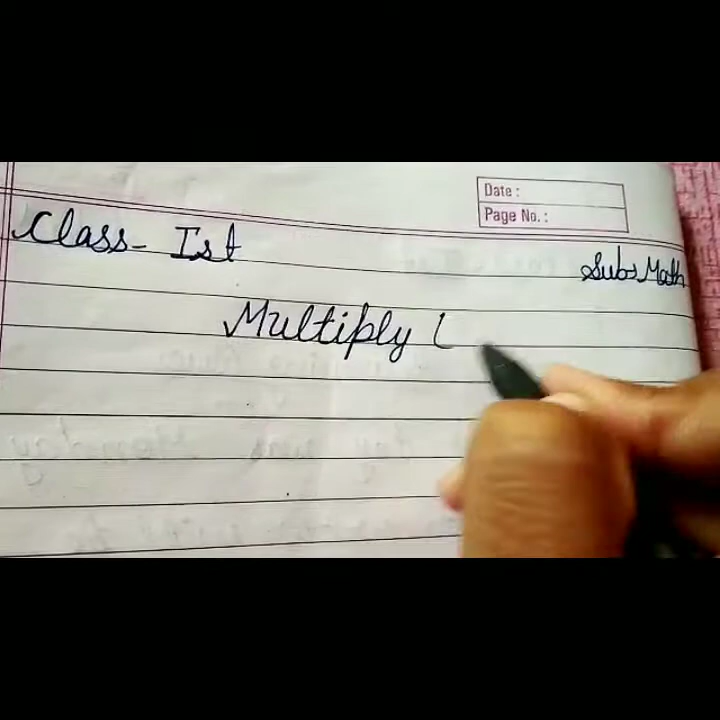 Date :
Page No. :
Class- Ist
Sub:- Math
Multiply (